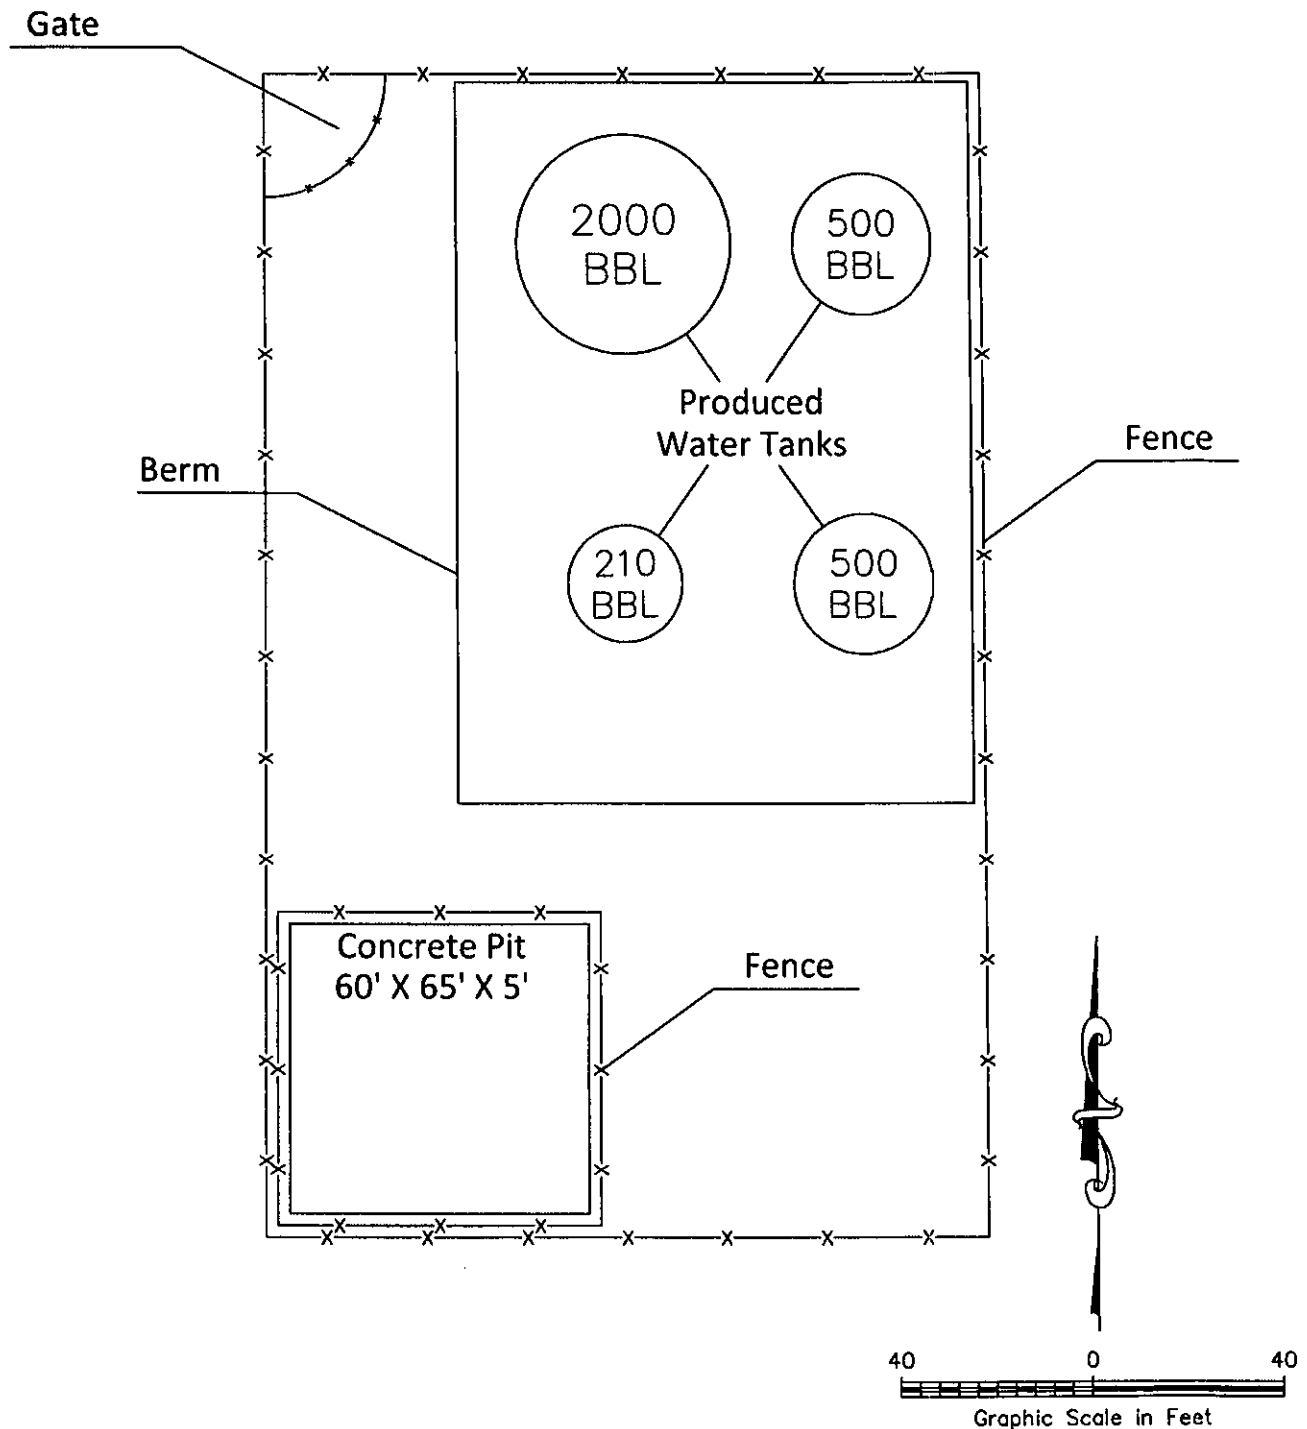 Gate
2000
BBL
500
BBL
Produced
Water Tanks
Fence
Berm
210
BBL
500
BBL
Concrete Pit
60' X 65' X 5'
Fence
40 0 40
Graphic Scale in Feet